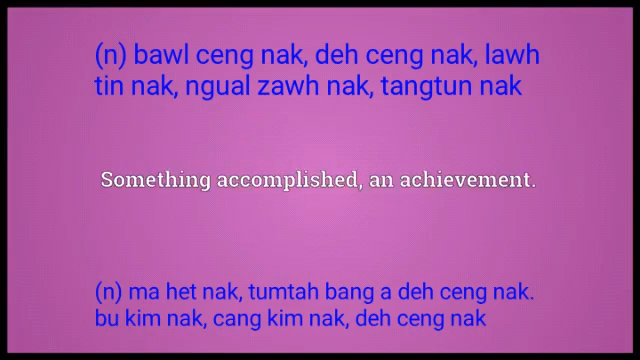 (n) bawl ceng nak, deh ceng nak, lawh
tin nak, ngual zawh nak, tangtun nak
Something accomplished, an achievement.
(n) ma het nak, tumtah bang a deh ceng nak.
bu kim nak, cang kim nak, deh ceng nak